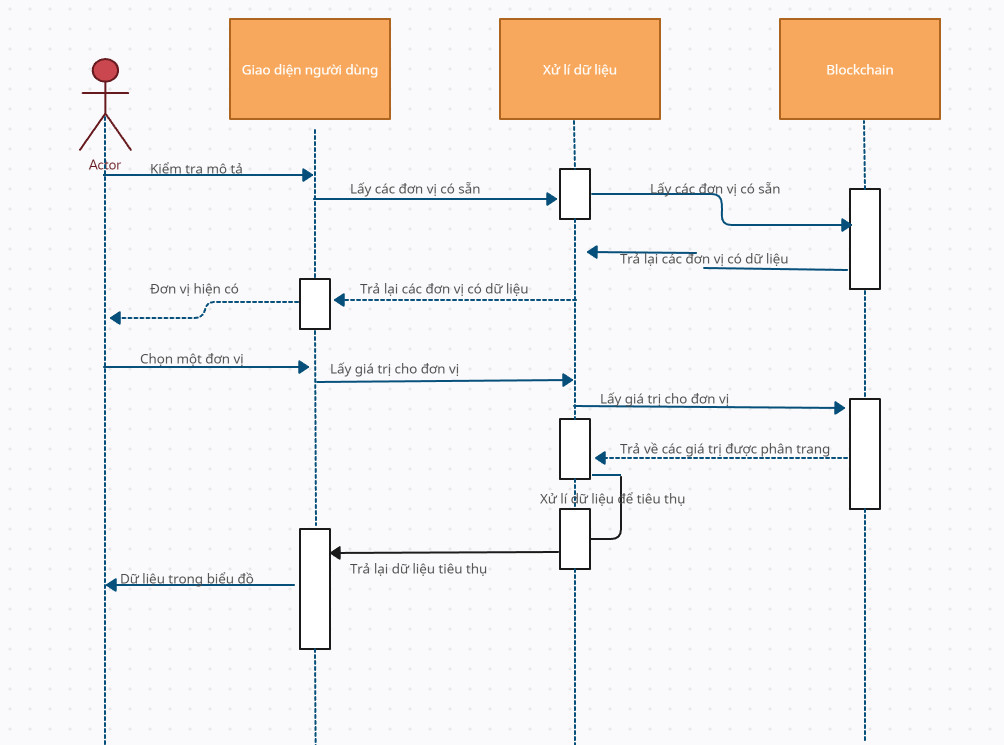 Giao diện người dùng
Xử lí dữ liệu
Blockchain
Actor
Kiểm tra mô tả
Lấy các đơn vị có sẵn
Lấy các đơn vị có sẵn
Trả lại các đơn vị có dữ liệu
Đơn vị hiện có
Trả lại các đơn vị có dữ liệu
Chọn một đơn vị
Lấy giá trị cho đơn vị
Lấy giá trị cho đơn vị
Trả về các giá trị được phân trang
Xử lí dữ liệu để tiêu thụ
Trả lại dữ liệu tiêu thụ
Dữ liêu trong biểu đồ